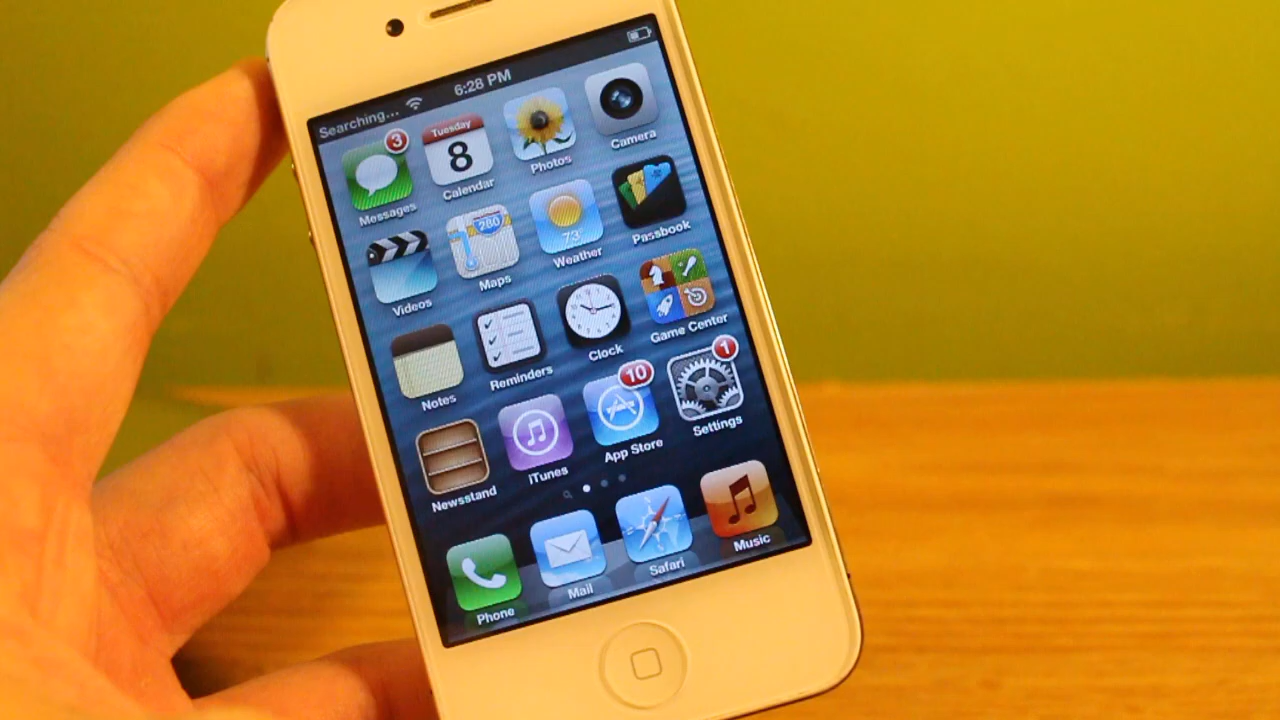 Searching... 6:28 PM
3 Tuesday
8
Messages Calendar Photos Camera
280
73
Videos Maps Weather Passbook
Notes Reminders Clock Game Center
10 1
Newsstand iTunes App Store Settings
Phone Mail Safari Music